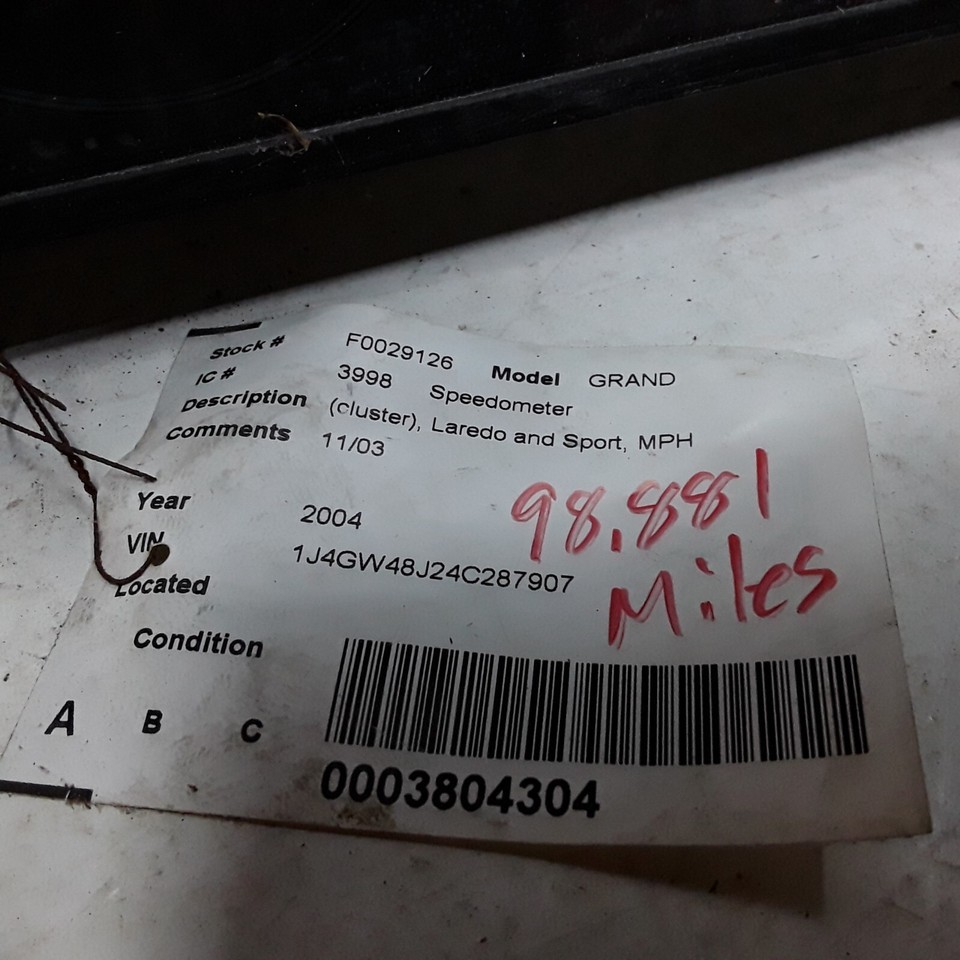 Stock # F0029126 Model GRAND
IC # 3998 Speedometer
Description (cluster), Laredo and Sport, MPH
Comments 11/03
98.881
Miles
Year 2004
VIN 1J4GW48J24C287907
Located
Condition
A B C
0003804304